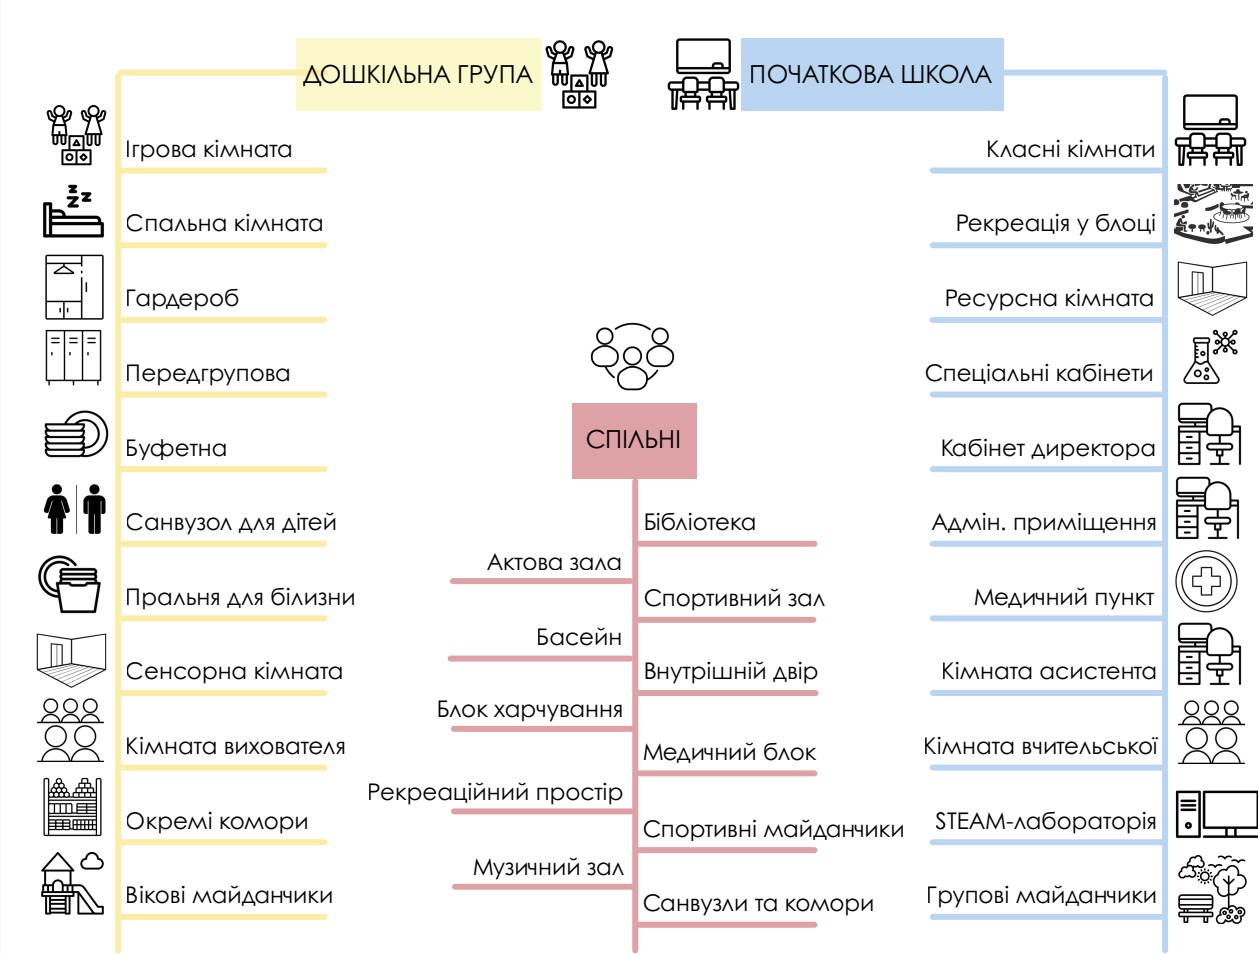 ДОШКІЛЬНА ГРУПА
Ігрова кімната
Спальна кімната
Гардероб
Передгрупова
Буфетна
Санвузол для дітей
Пральня для білизни
Сенсорна кімната
Кімната вихователя
Окремі комори
Вікові майданчики
СПІЛЬНІ
Бібліотека
Актова зала
Спортивний зал
Басейн
Внутрішній двір
Блок харчування
Медичний блок
Рекреаційний простір
Спортивні майданчики
Музичний зал
Санвузли та комори
ПОЧАТКОВА ШКОЛА
Класні кімнати
Рекреація у блоці
Ресурсна кімната
Спеціальні кабінети
Кабінет директора
Адмін. приміщення
Медичний пункт
Кімната асистента
Кімната вчительської
STEAM-лабораторія
Групові майданчики
z z z